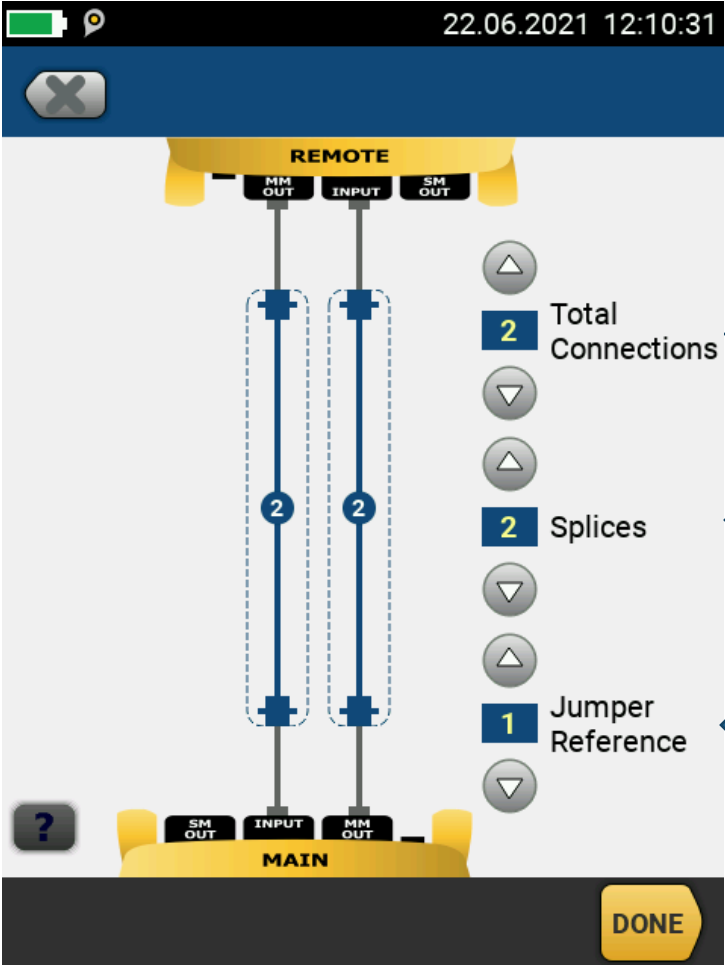 22.06.2021 12:10:31
REMOTE
MM OUT
INPUT
SM OUT
2
Total
Connections
2
2
2
Splices
1
Jumper
Reference
?
SM OUT
INPUT
MM OUT
MAIN
DONE